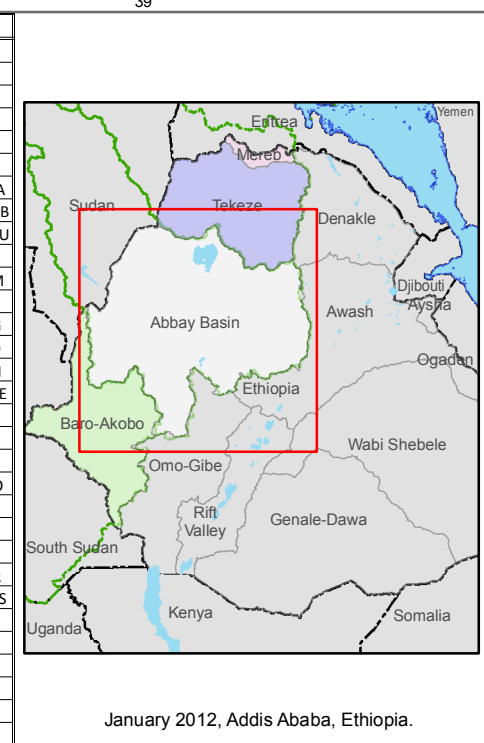 39
A
B
U
E
S
Yemen
Eritrea
Mereb
Sudan
Tekeze
Denakle
Djibouti
Aysha
Abbay Basin
Awash
Ogaden
Ethiopia
Baro-Akobo
Wabi Shebele
Omo-Gibe
Rift
Valley
Genale-Dawa
South Sudan
Kenya
Somalia
Uganda
January 2012, Addis Ababa, Ethiopia.